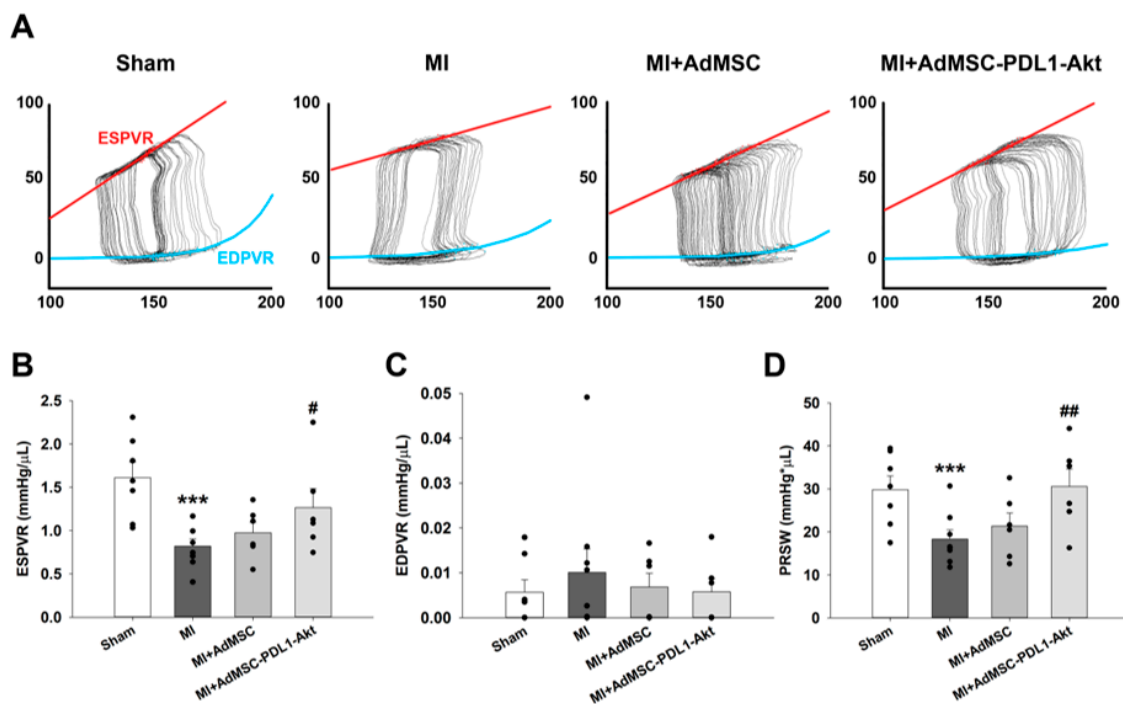 A
Sham
MI
MI+AdMSC
MI+AdMSC-PDL1-Akt
100
50
0
100
150
200
ESPVR
EDPVR
100
50
0
100
150
200
100
50
0
100
150
200
100
50
0
100
150
200
B
ESPVR (mmHg/μL)
2.5
2.0
1.5
1.0
0.5
0.0
***
#
Sham
MI
MI+AdMSC
MI+AdMSC-PDL1-Akt
C
EDPVR (mmHg/μL)
0.05
0.04
0.03
0.02
0.01
0.00
Sham
MI
MI+AdMSC
MI+AdMSC-PDL1-Akt
D
PRSW (mmHg*μL)
50
40
30
20
10
0
***
##
Sham
MI
MI+AdMSC
MI+AdMSC-PDL1-Akt